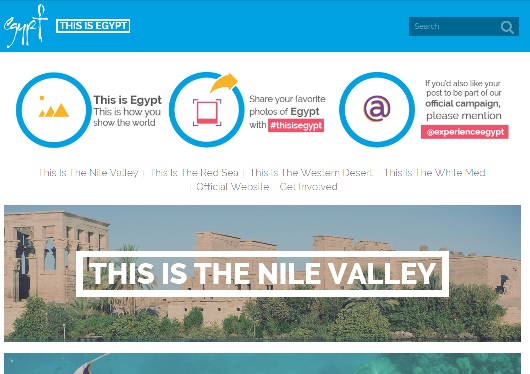 egypt THIS IS EGYPT
Search
This is Egypt
This is how you
show the world
Share your favorite
photos of Egypt
with #thisisegypt
@
If you'd also like your
post to be part of our
official campaign,
please mention
@experienceegypt
This Is The Nile Valley | This Is The Red Sea | This Is The Western Desert This Is The White Med
| Official Website Get Involved
THIS IS THE NILE VALLEY